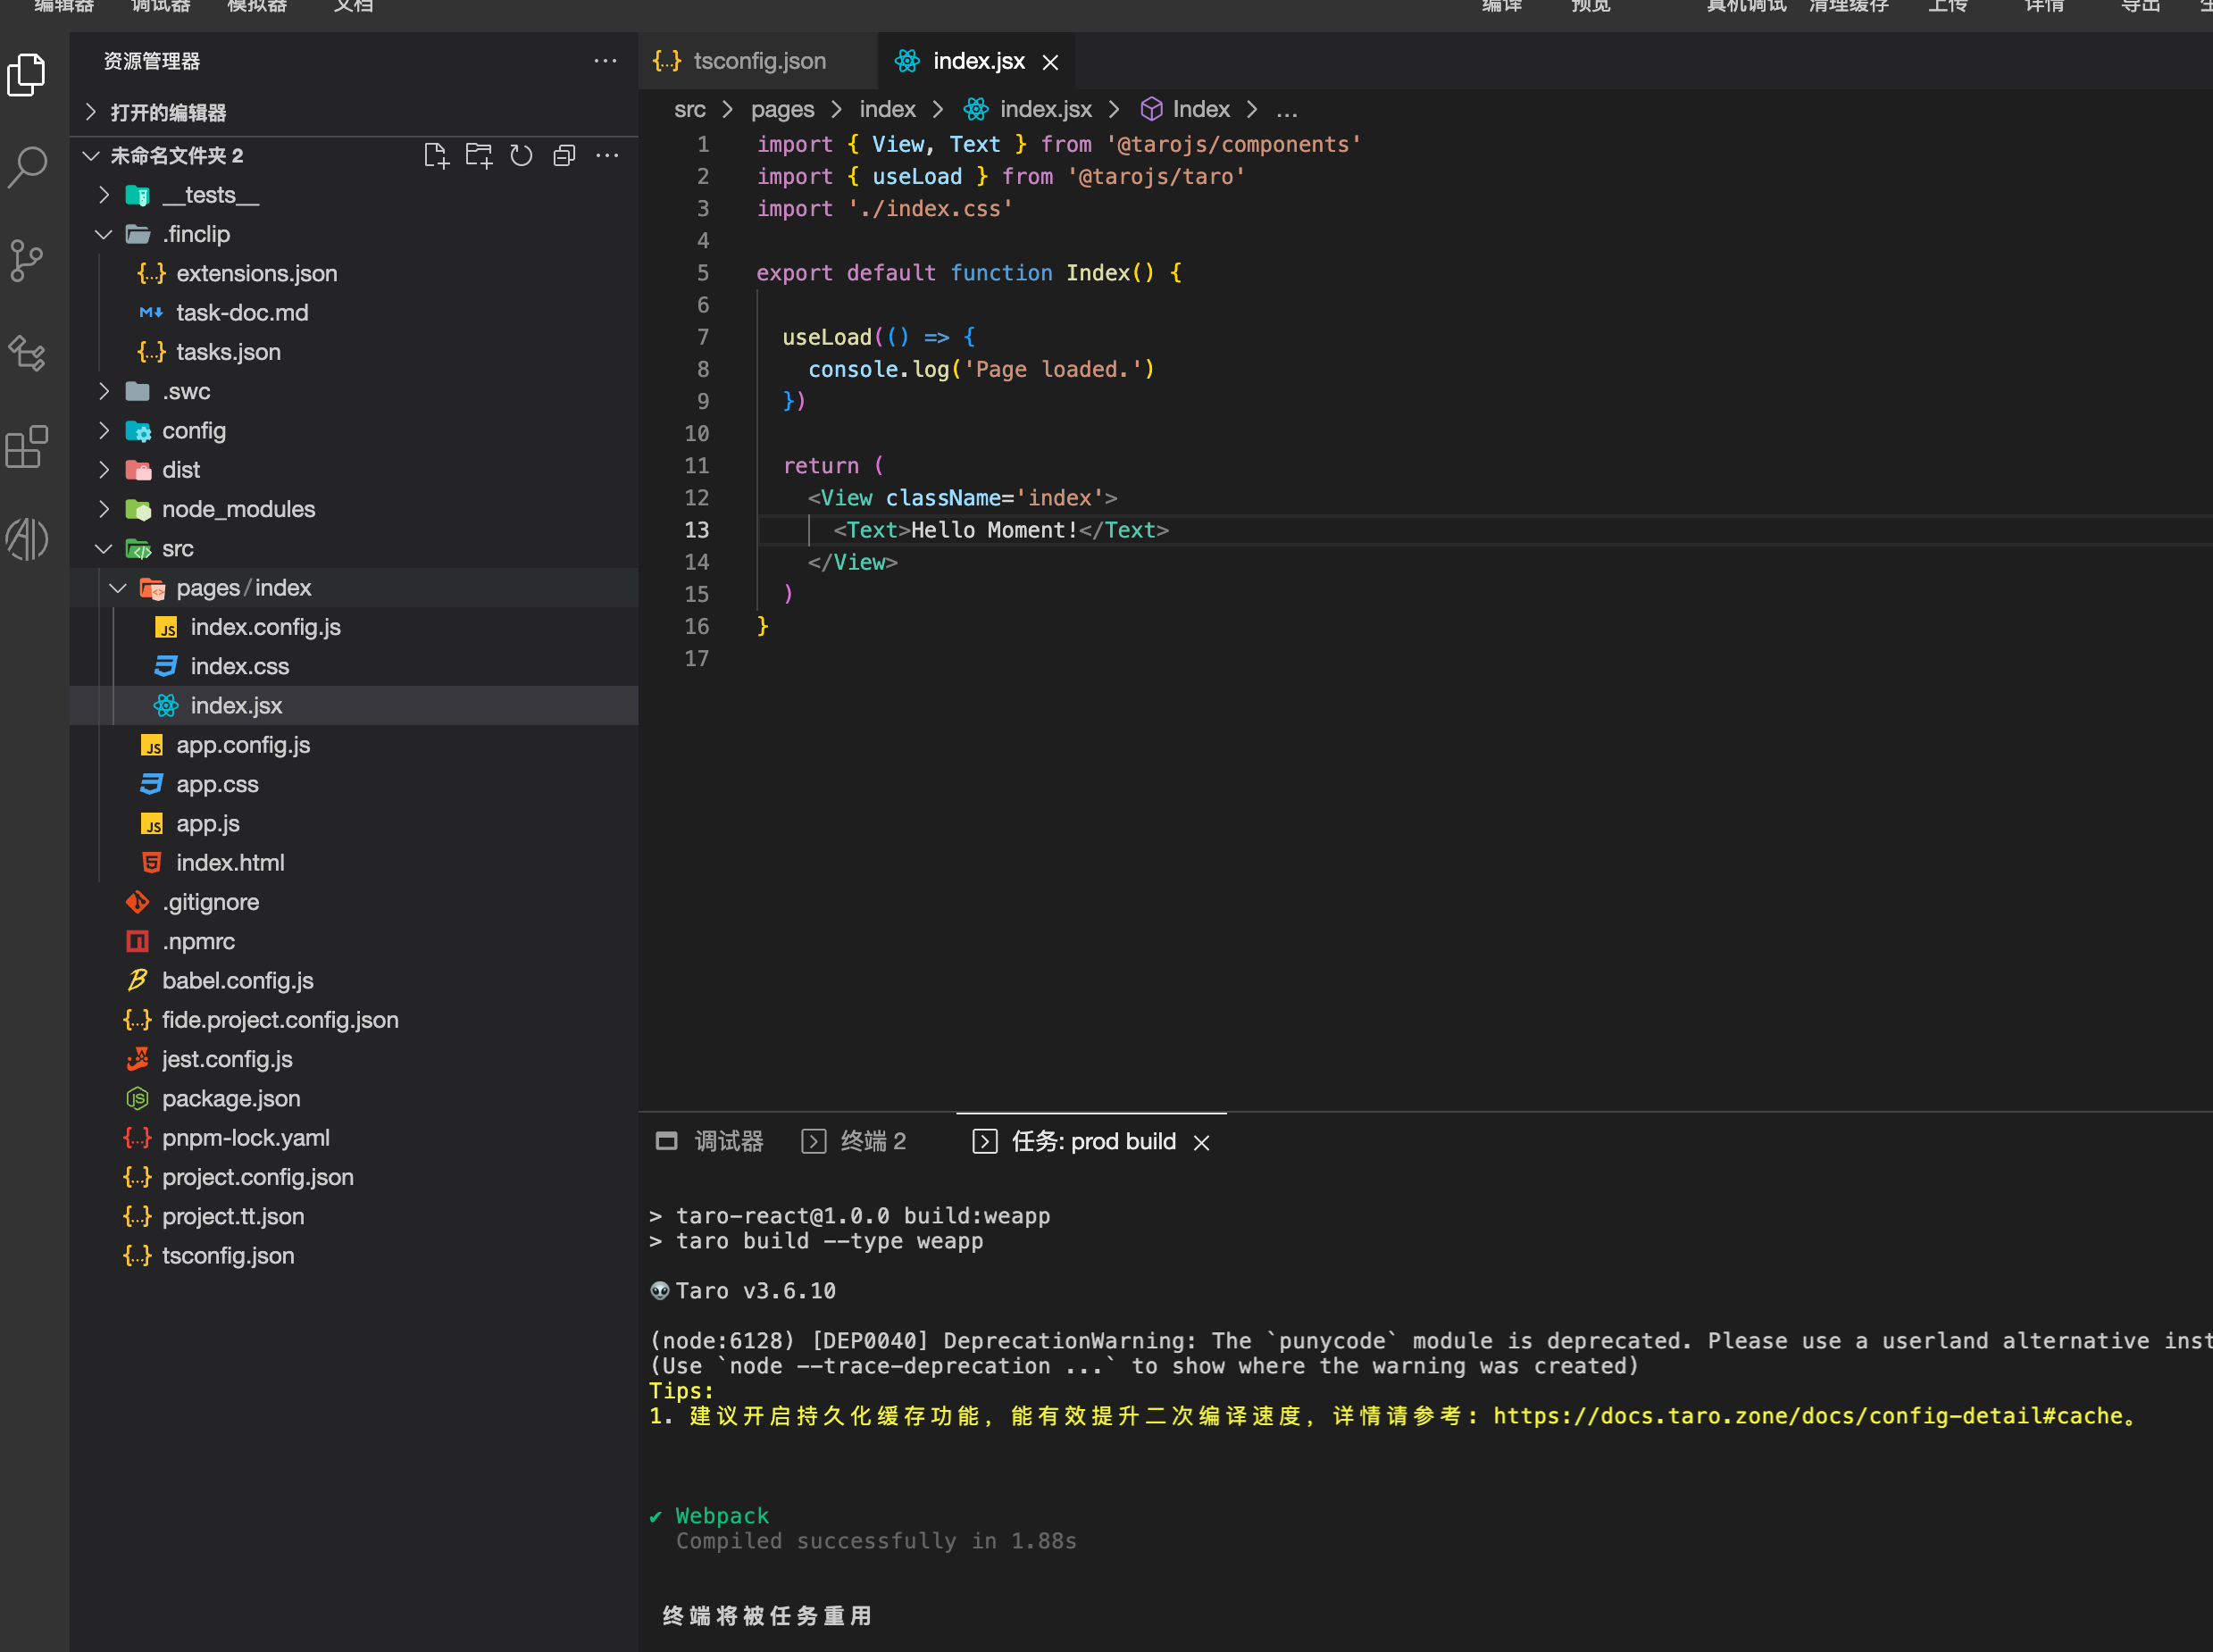 编辑器 调试器 模拟器 文档 编译 预览 真机调试 清理缓存 上传 详情 导出
资源管理器
打开的编辑器
未命名文件夹 2
__tests__
.finclip
extensions.json
task-doc.md
tasks.json
.swc
config
dist
node_modules
src
pages/index
index.config.js
index.css
index.jsx
app.config.js
app.css
app.js
index.html
.gitignore
.npmrc
babel.config.js
fide.project.config.json
jest.config.js
package.json
pnpm-lock.yaml
project.config.json
project.tt.json
tsconfig.json
tsconfig.json index.jsx
src > pages > index > index.jsx > Index > ...
1 import { View, Text } from '@tarojs/components'
2 import { useLoad } from '@tarojs/taro'
3 import './index.css'
4
5 export default function Index() {
6
7 useLoad(() => {
8 console.log('Page loaded.')
9 })
10
11 return (
12 <View className='index'>
13 <Text>Hello Moment!</Text>
14 </View>
15 )
16 }
17
调试器 终端 2 任务: prod build
> taro-react@1.0.0 build:weapp
> taro build --type weapp
👽 Taro v3.6.10
(node:6128) [DEP0040] DeprecationWarning: The `punycode` module is deprecated. Please use a userland alternative inst
(Use `node --trace-deprecation ...` to show where the warning was created)
Tips:
1. 建议开启持久化缓存功能，能有效提升二次编译速度，详情请参考: https://docs.taro.zone/docs/config-detail#cache。
✔ Webpack
Compiled successfully in 1.88s
终端将被任务重用